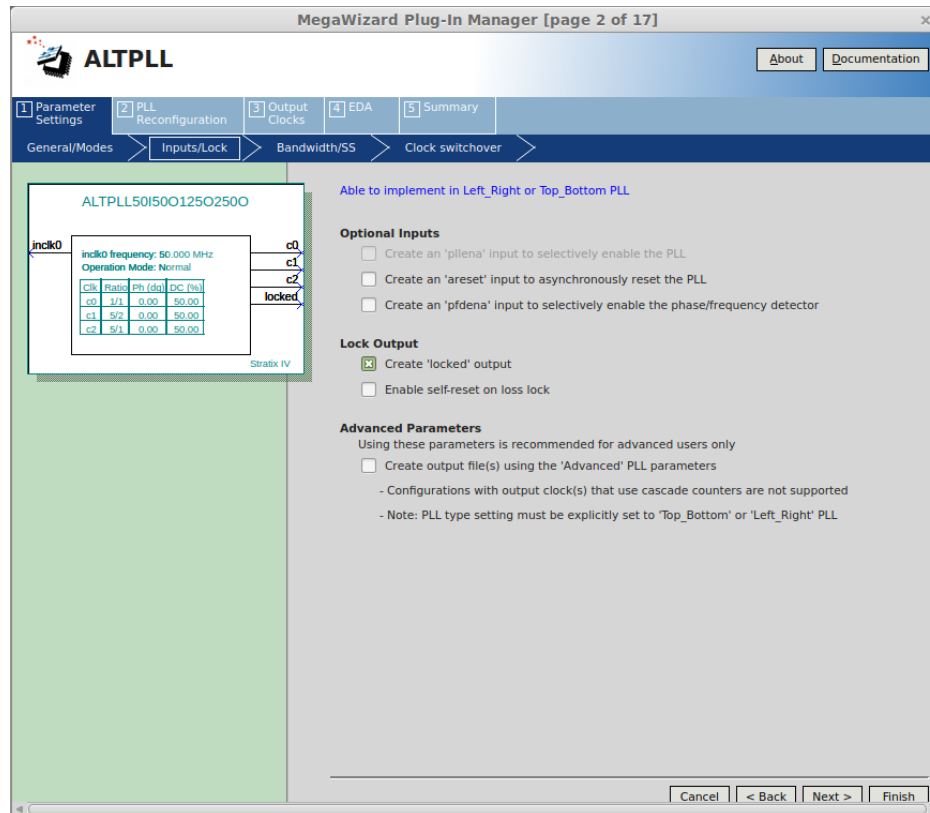 MegaWizard Plug-In Manager [page 2 of 17]
ALTPLL
About
Documentation
1 Parameter Settings
2 PLL Reconfiguration
3 Output Clocks
4 EDA
5 Summary
General/Modes
Inputs/Lock
Bandwidth/SS
Clock switchover
ALTPLL50I50O125O250O
inclk0
inclk0 frequency: 50.000 MHz
Operation Mode: Normal
Clk Ratio Ph (dg) DC (%)
c0 1/1 0.00 50.00
c1 5/2 0.00 50.00
c2 5/1 0.00 50.00
c0
c1
c2
locked
Stratix IV
Able to implement in Left_Right or Top_Bottom PLL
Optional Inputs
Create an 'pllena' input to selectively enable the PLL
Create an 'areset' input to asynchronously reset the PLL
Create an 'pfdena' input to selectively enable the phase/frequency detector
Lock Output
Create 'locked' output
Enable self-reset on loss lock
Advanced Parameters
Using these parameters is recommended for advanced users only
Create output file(s) using the 'Advanced' PLL parameters
- Configurations with output clock(s) that use cascade counters are not supported
- Note: PLL type setting must be explicitly set to 'Top_Bottom' or 'Left_Right' PLL
Cancel
< Back
Next >
Finish